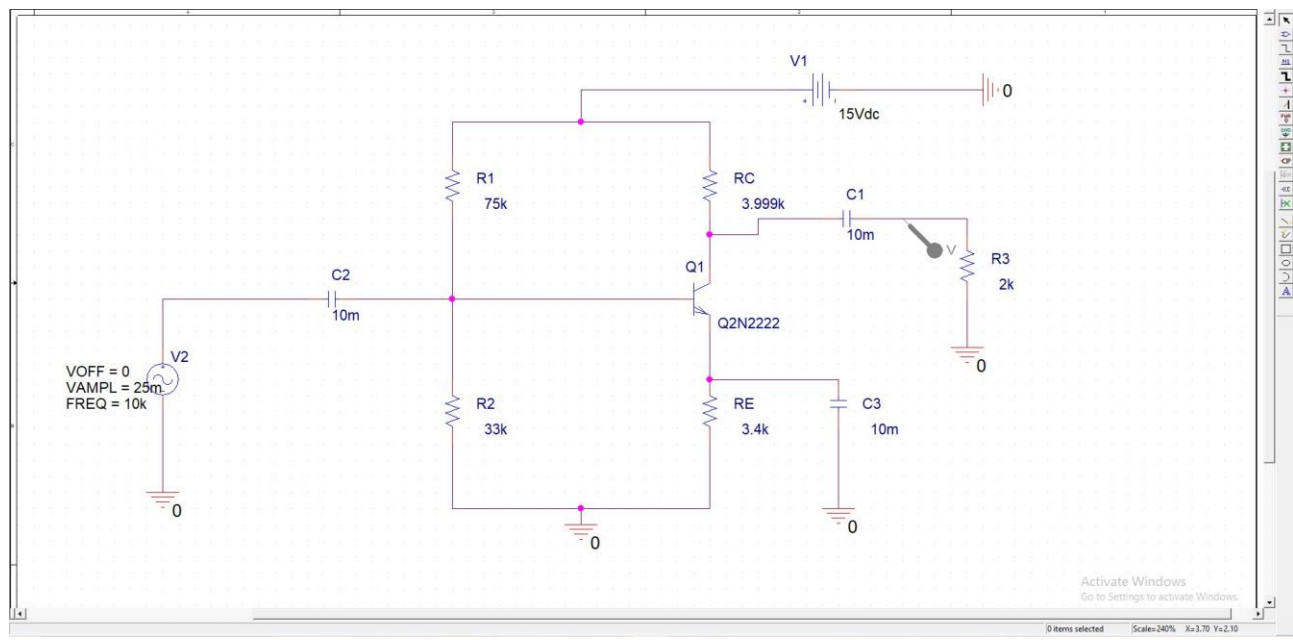 V1
0
15Vdc
R1
75k
RC
3.999k
C1
10m
V
R3
2k
0
Q1
Q2N2222
C2
10m
V2
VOFF = 0
VAMPL = 25m
FREQ = 10k
0
R2
33k
RE
3.4k
C3
10m
0
0
Activate Windows
Go to Settings to activate Windows.
0 items selected Scale=240% X=3.70 Y=2.10